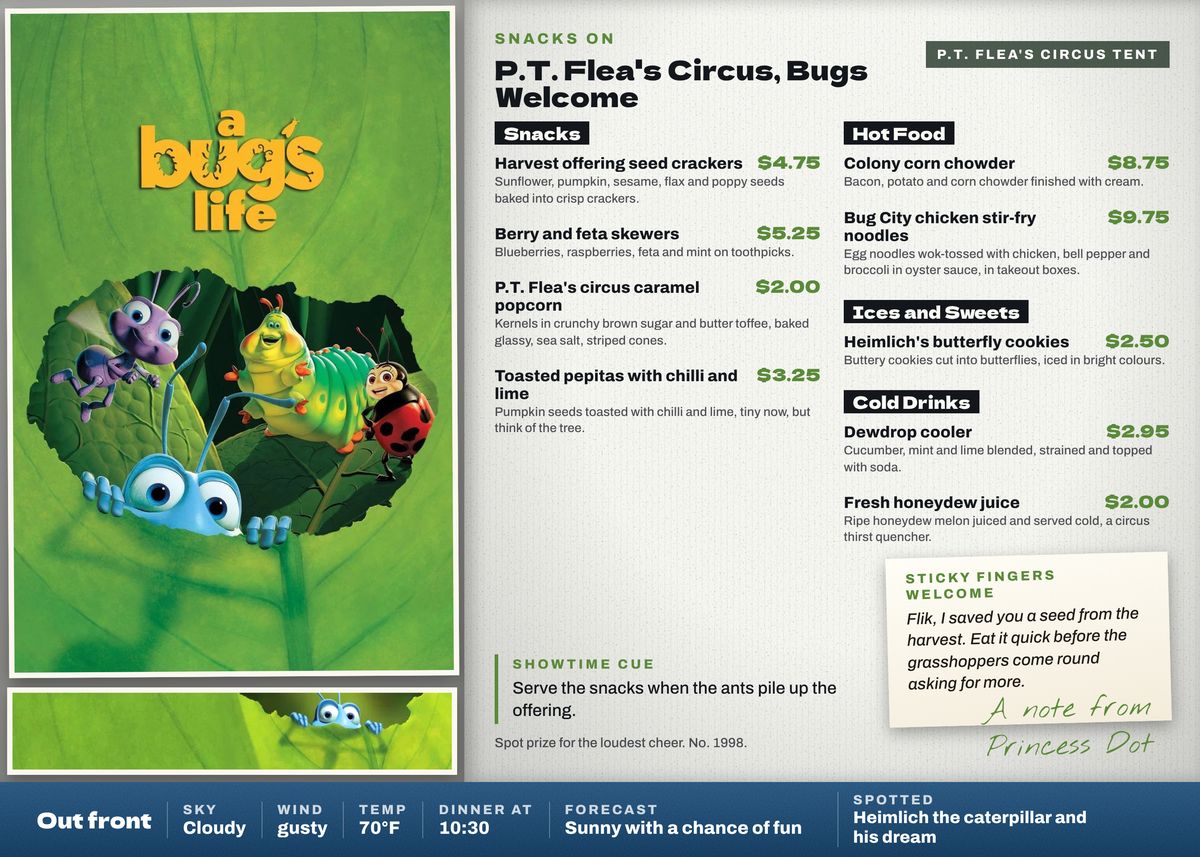 a
bug's
life
SNACKS ON
P.T. Flea's Circus, Bugs
Welcome
P.T. FLEA'S CIRCUS TENT
Snacks
Harvest offering seed crackers $4.75
Sunflower, pumpkin, sesame, flax and poppy seeds
baked into crisp crackers.
Berry and feta skewers $5.25
Blueberries, raspberries, feta and mint on toothpicks.
P.T. Flea's circus caramel $2.00
popcorn
Kernels in crunchy brown sugar and butter toffee, baked
glassy, sea salt, striped cones.
Toasted pepitas with chilli and $3.25
lime
Pumpkin seeds toasted with chilli and lime, tiny now, but
think of the tree.
Hot Food
Colony corn chowder $8.75
Bacon, potato and corn chowder finished with cream.
Bug City chicken stir-fry $9.75
noodles
Egg noodles wok-tossed with chicken, bell pepper and
broccoli in oyster sauce, in takeout boxes.
Ices and Sweets
Heimlich's butterfly cookies $2.50
Buttery cookies cut into butterflies, iced in bright colours.
Cold Drinks
Dewdrop cooler $2.95
Cucumber, mint and lime blended, strained and topped
with soda.
Fresh honeydew juice $2.00
Ripe honeydew melon juiced and served cold, a circus
thirst quencher.
SHOWTIME CUE
Serve the snacks when the ants pile up the
offering.
Spot prize for the loudest cheer. No. 1998.
STICKY FINGERS
WELCOME
Flik, I saved you a seed from the
harvest. Eat it quick before the
grasshoppers come round
asking for more.
A note from
Princess Dot
Out front
SKY
Cloudy
WIND
gusty
TEMP
70°F
DINNER AT
10:30
FORECAST
Sunny with a chance of fun
SPOTTED
Heimlich the caterpillar and
his dream